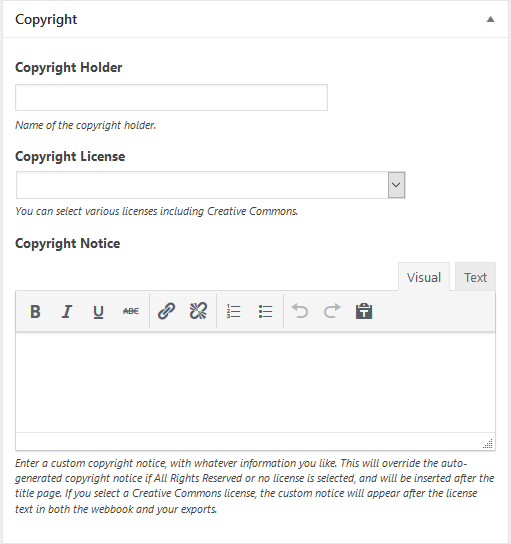 Copyright
Copyright Holder
Name of the copyright holder.
Copyright License
You can select various licenses including Creative Commons.
Copyright Notice
Visual Text
B I U ABC
Enter a custom copyright notice, with whatever information you like. This will override the auto-
generated copyright notice if All Rights Reserved or no license is selected, and will be inserted after the
title page. If you select a Creative Commons license, the custom notice will appear after the license
text in both the webbook and your exports.